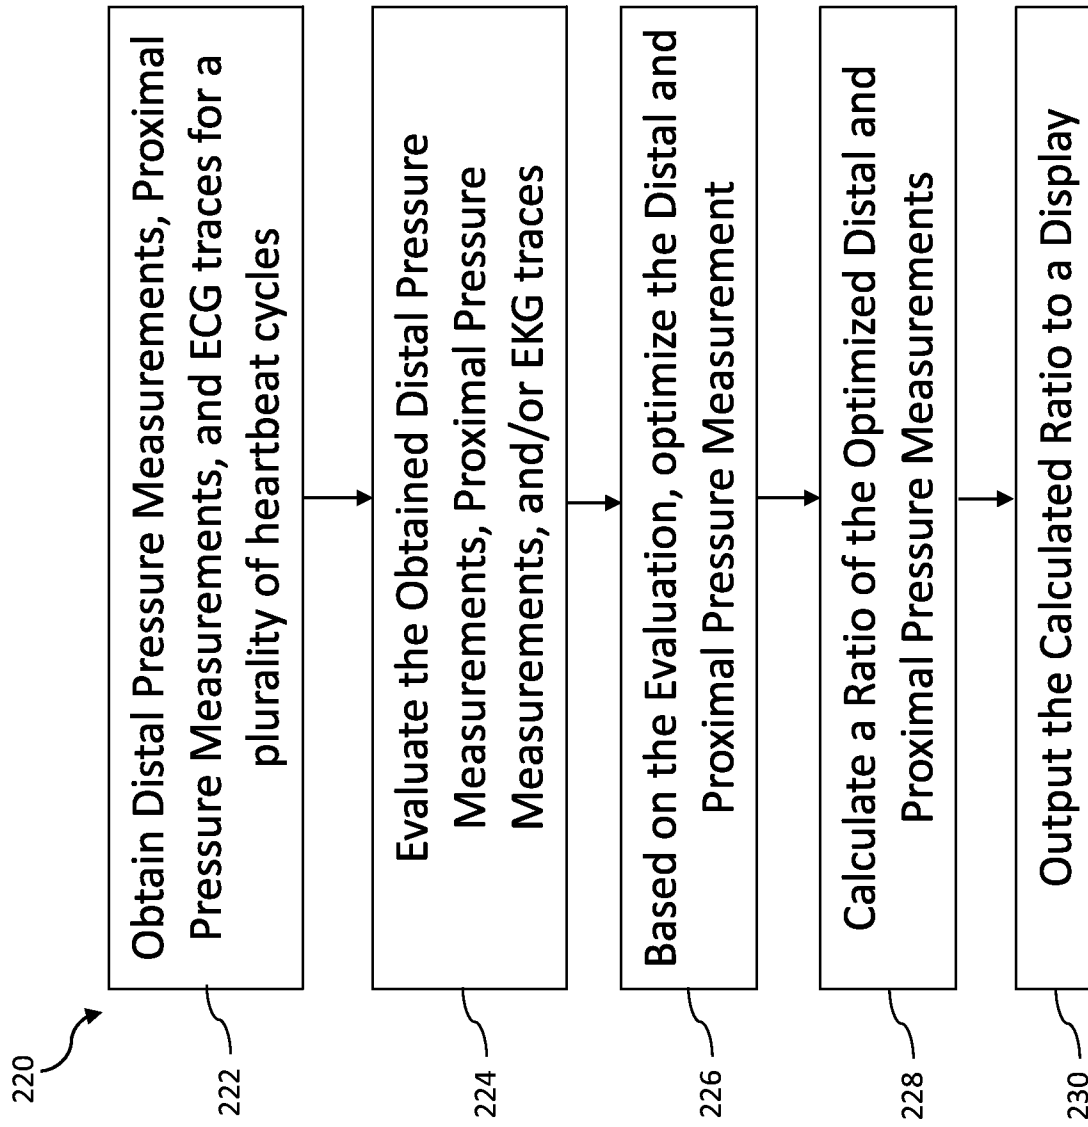 220
222
Obtain Distal Pressure Measurements, Proximal
Pressure Measurements, and ECG traces for a
plurality of heartbeat cycles
224
Evaluate the Obtained Distal Pressure
Measurements, Proximal Pressure
Measurements, and/or EKG traces
226
Based on the Evaluation, optimize the Distal and
Proximal Pressure Measurement
228
Calculate a Ratio of the Optimized Distal and
Proximal Pressure Measurements
230
Output the Calculated Ratio to a Display